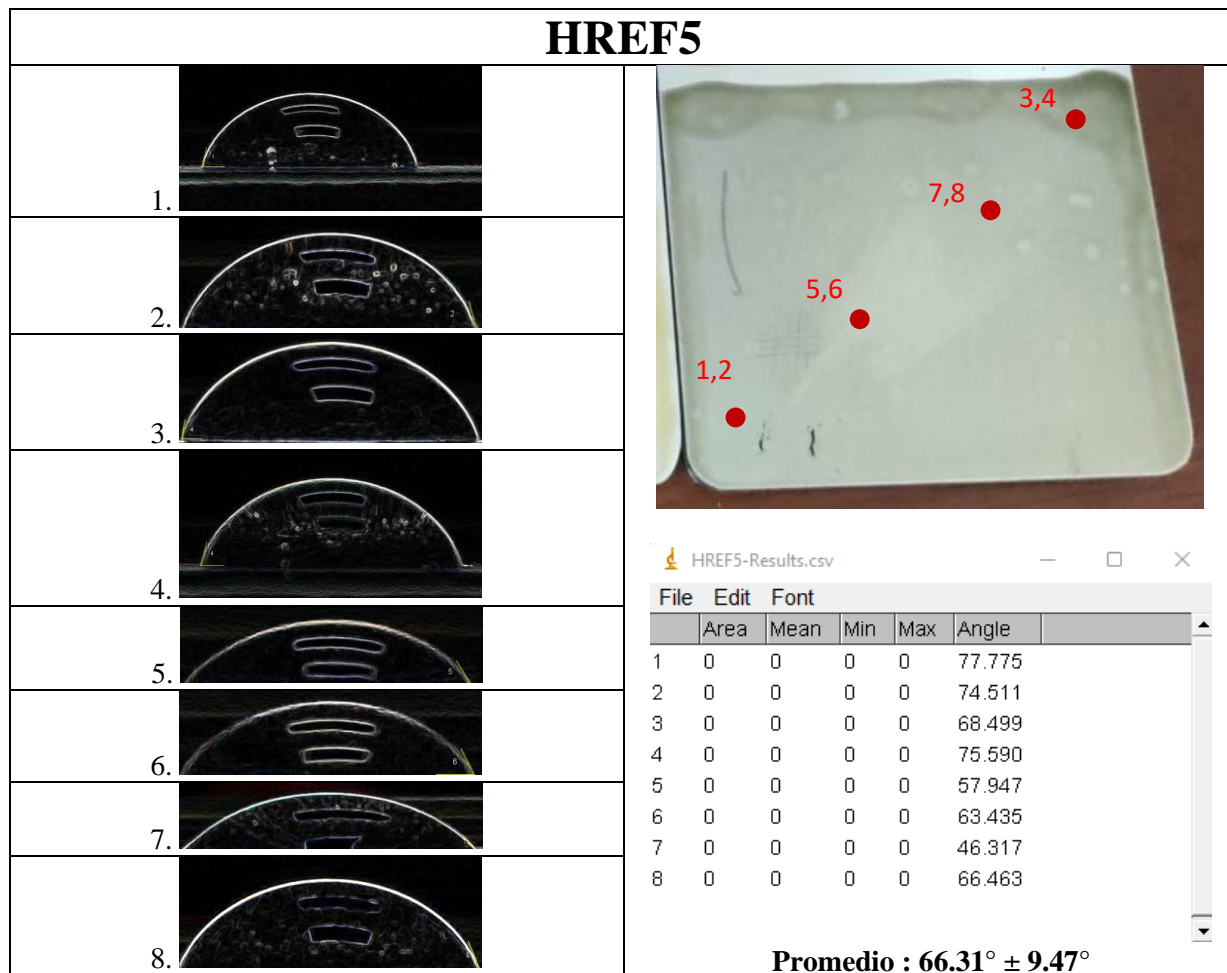 HREF5
1.
2.
3.
4.
5.
6.
7.
8.
3,4
7,8
5,6
1,2
HREF5-Results.csv
File Edit Font
Area Mean Min Max Angle
1 0 0 0 0 77.775
2 0 0 0 0 74.511
3 0 0 0 0 68.499
4 0 0 0 0 75.590
5 0 0 0 0 57.947
6 0 0 0 0 63.435
7 0 0 0 0 46.317
8 0 0 0 0 66.463
Promedio : 66.31° ± 9.47°